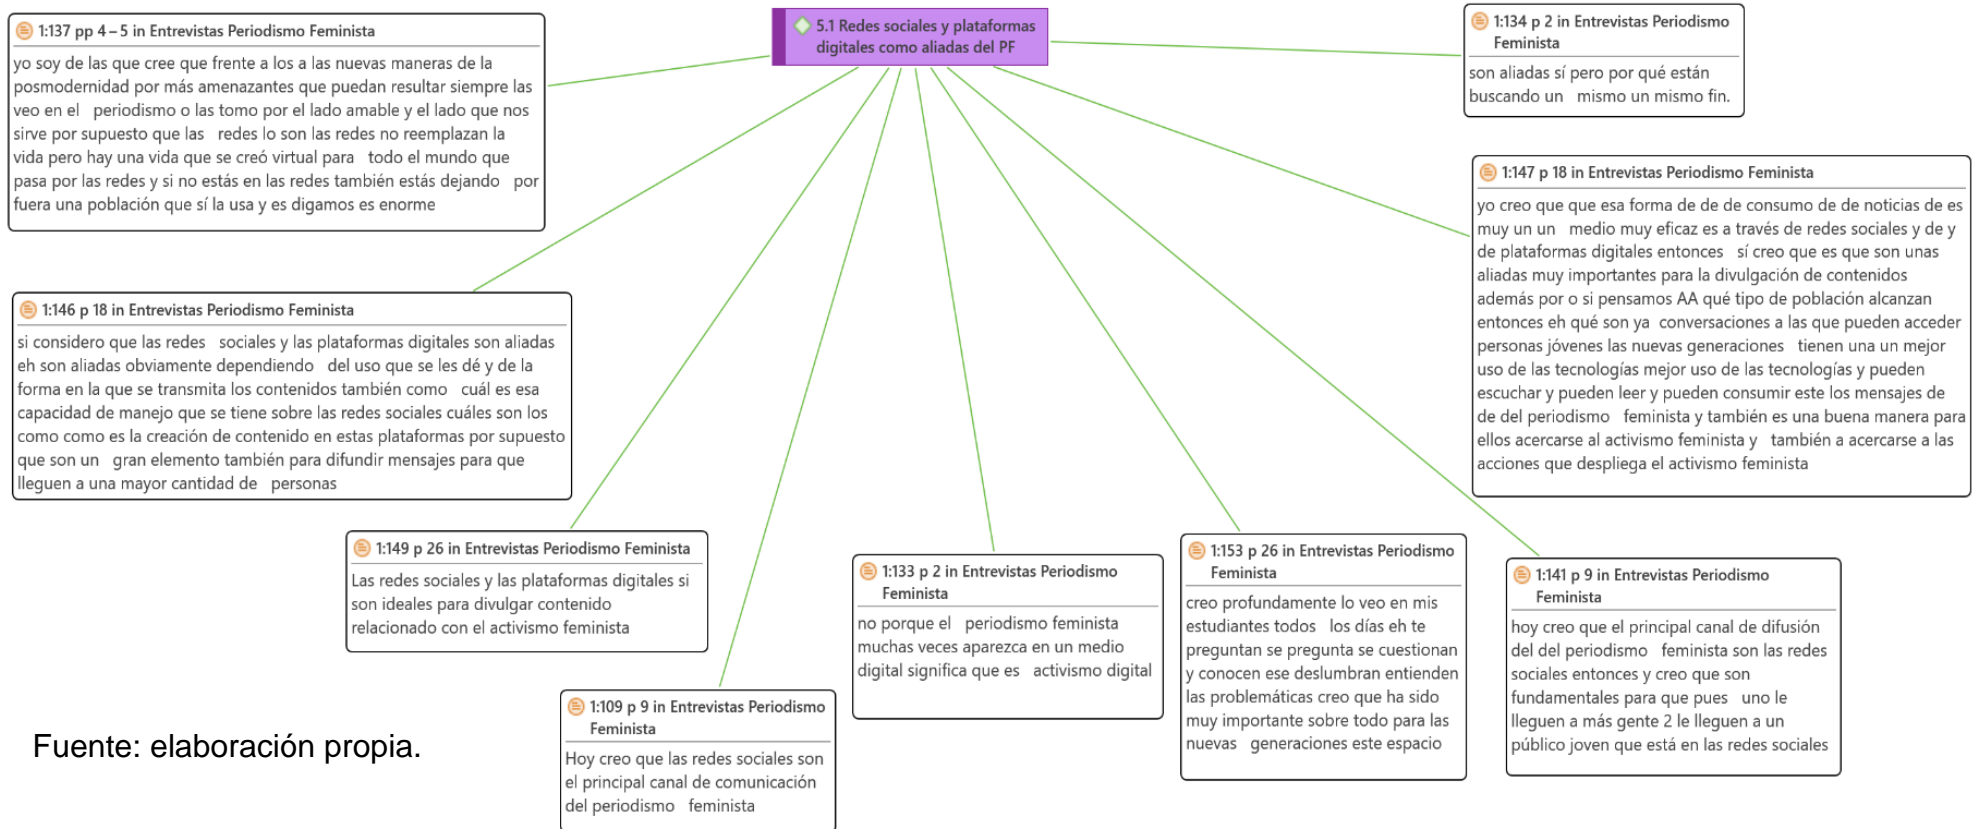 5.1 Redes sociales y plataformas
digitales como aliadas del PF
1:137 pp 4 – 5 in Entrevistas Periodismo Feminista
yo soy de las que cree que frente a los a las nuevas maneras de la
posmodernidad por más amenazantes que puedan resultar siempre las
veo en el periodismo o las tomo por el lado amable y el lado que nos
sirve por supuesto que las redes lo son las redes no reemplazan la
vida pero hay una vida que se creó virtual para todo el mundo que
pasa por las redes y si no estás en las redes también estás dejando por
fuera una población que sí la usa y es digamos es enorme
1:134 p 2 in Entrevistas Periodismo
Feminista
son aliadas sí pero por qué están
buscando un mismo un mismo fin.
1:147 p 18 in Entrevistas Periodismo Feminista
yo creo que que esa forma de de de consumo de de noticias de es
muy un un medio muy eficaz es a través de redes sociales y de y
de plataformas digitales entonces sí creo que es que son unas
aliadas muy importantes para la divulgación de contenidos
además por o si pensamos AA qué tipo de población alcanzan
entonces eh qué son ya conversaciones a las que pueden acceder
personas jóvenes las nuevas generaciones tienen una un mejor
uso de las tecnologías mejor uso de las tecnologías y pueden
escuchar y pueden leer y pueden consumir este los mensajes de
de del periodismo feminista y también es una buena manera para
ellos acercarse al activismo feminista y también a acercarse a las
acciones que despliega el activismo feminista
1:146 p 18 in Entrevistas Periodismo Feminista
si considero que las redes sociales y las plataformas digitales son aliadas
eh son aliadas obviamente dependiendo del uso que se les dé y de la
forma en la que se transmita los contenidos también como cuál es esa
capacidad de manejo que se tiene sobre las redes sociales cuáles son los
como como es la creación de contenido en estas plataformas por supuesto
que son un gran elemento también para difundir mensajes para que
lleguen a una mayor cantidad de personas
1:149 p 26 in Entrevistas Periodismo Feminista
Las redes sociales y las plataformas digitales si
son ideales para divulgar contenido
relacionado con el activismo feminista
1:133 p 2 in Entrevistas Periodismo
Feminista
no porque el periodismo feminista
muchas veces aparezca en un medio
digital significa que es activismo digital
1:153 p 26 in Entrevistas Periodismo
Feminista
creo profundamente lo veo en mis
estudiantes todos los días eh te
preguntan se pregunta se cuestionan
y conocen ese deslumbran entienden
las problemáticas creo que ha sido
muy importante sobre todo para las
nuevas generaciones este espacio
1:141 p 9 in Entrevistas Periodismo
Feminista
hoy creo que el principal canal de difusión
del del periodismo feminista son las redes
sociales entonces y creo que son
fundamentales para que pues uno le
lleguen a más gente 2 le lleguen a un
público joven que está en las redes sociales
1:109 p 9 in Entrevistas Periodismo
Feminista
Hoy creo que las redes sociales son
el principal canal de comunicación
del periodismo feminista
Fuente: elaboración propia.